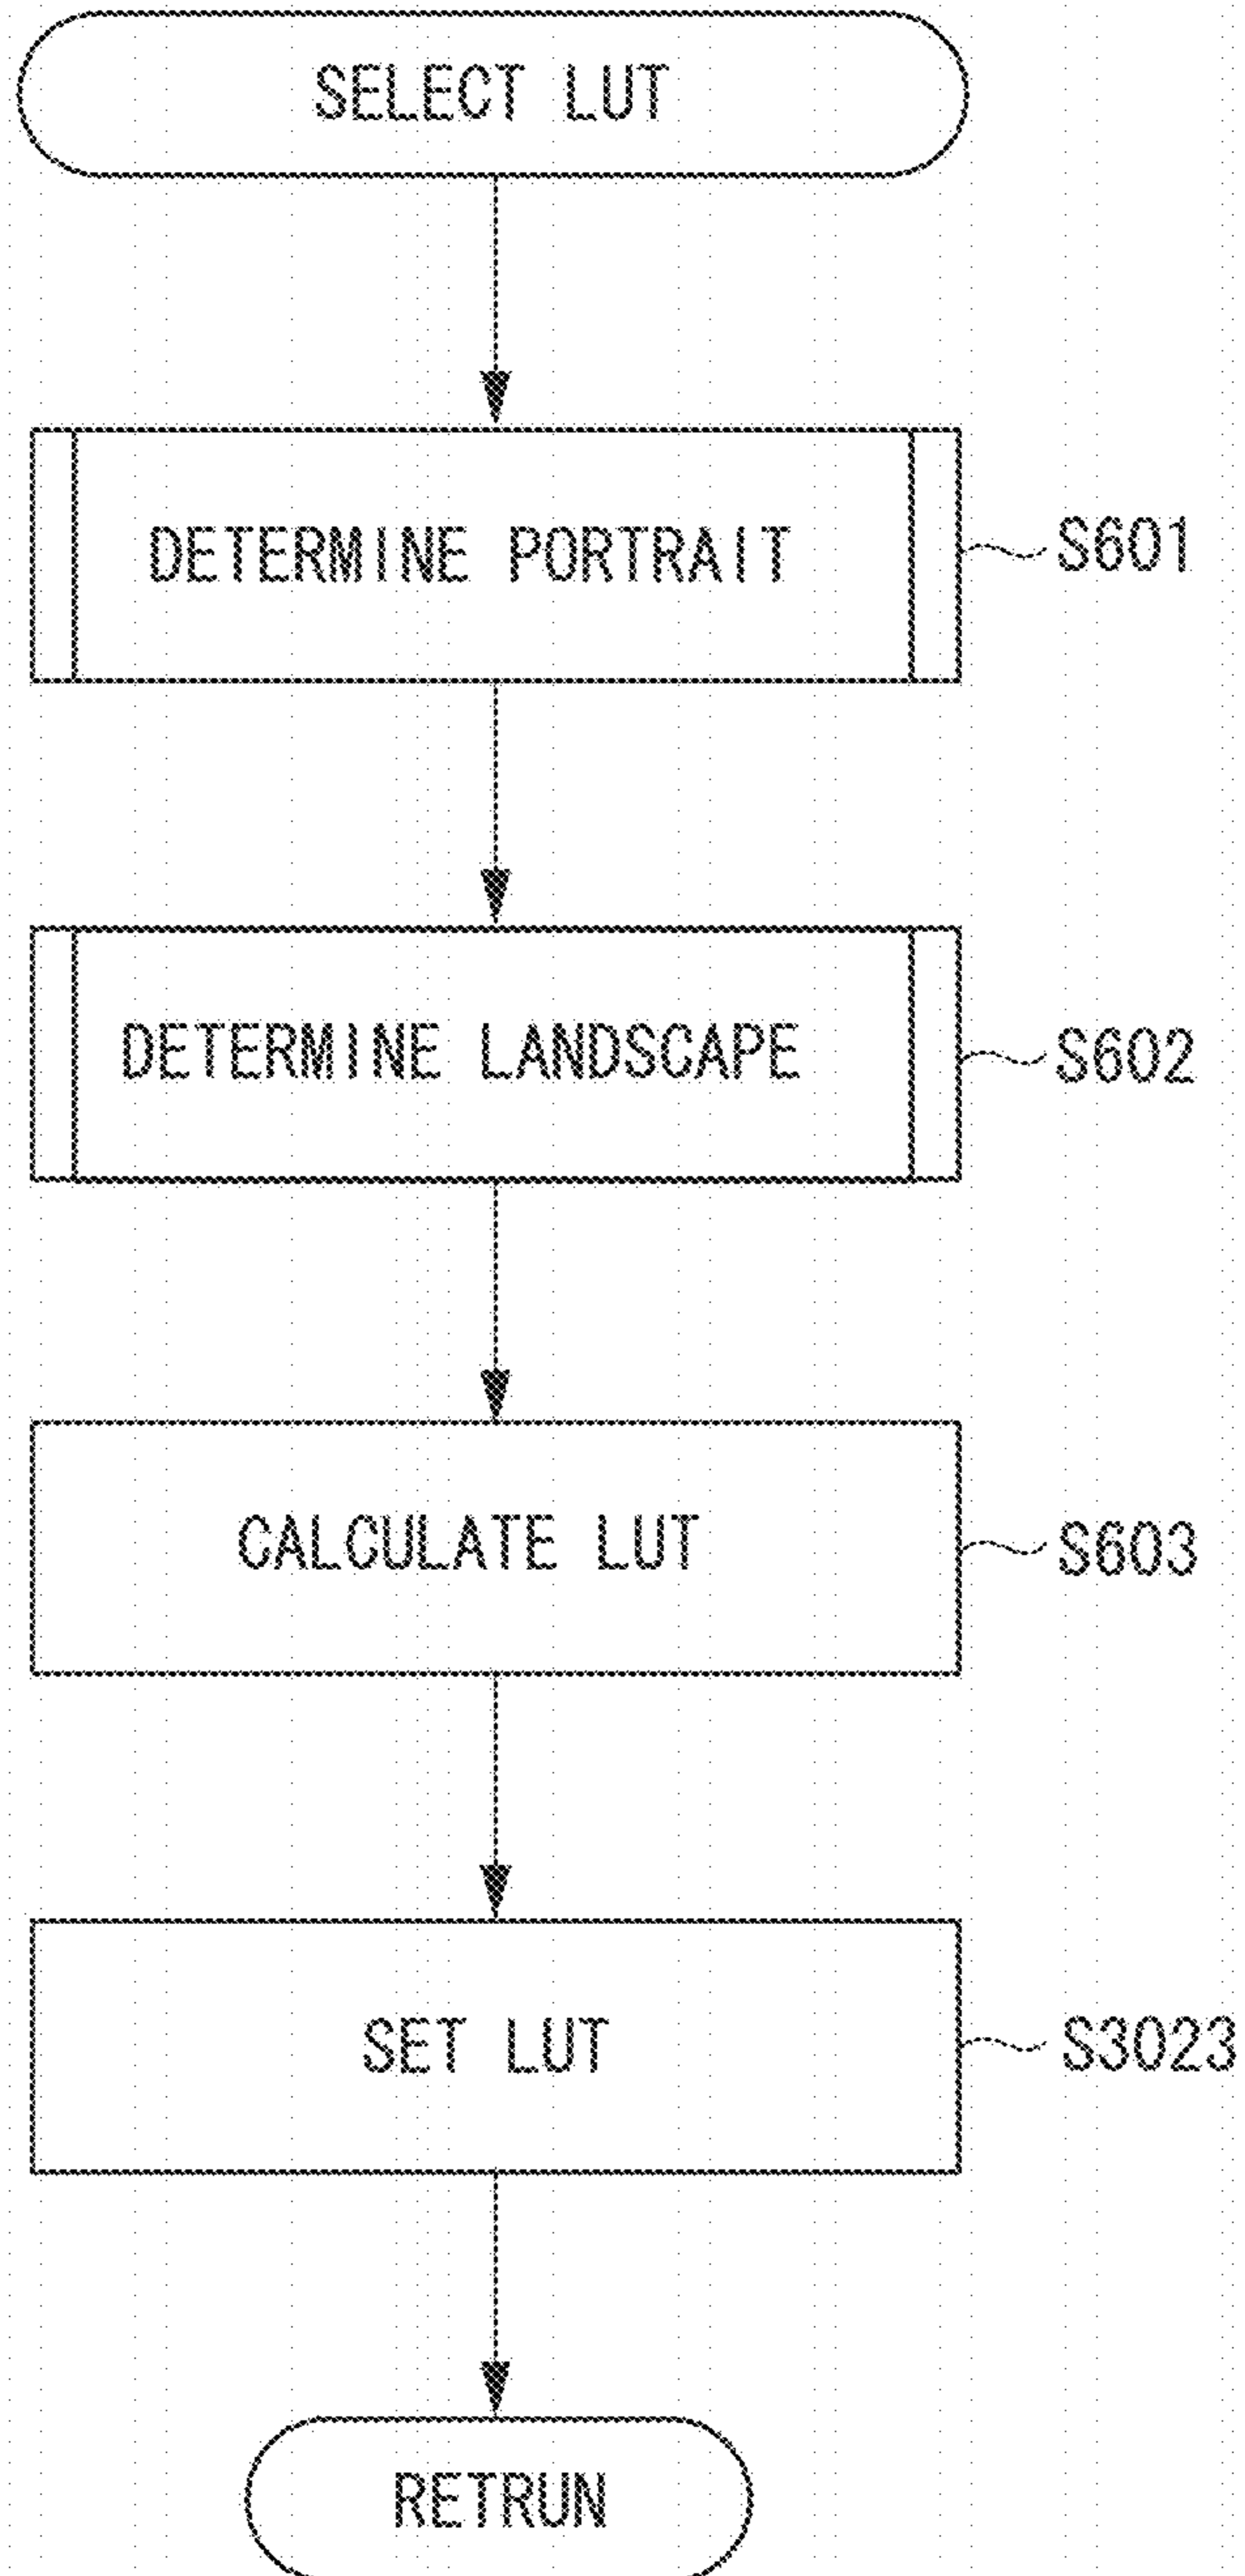 SELECT LUT
DETERMINE PORTRAIT
S601
DETERMINE LANDSCAPE
S602
CALCULATE LUT
S603
SET LUT
S3023
RETRUN